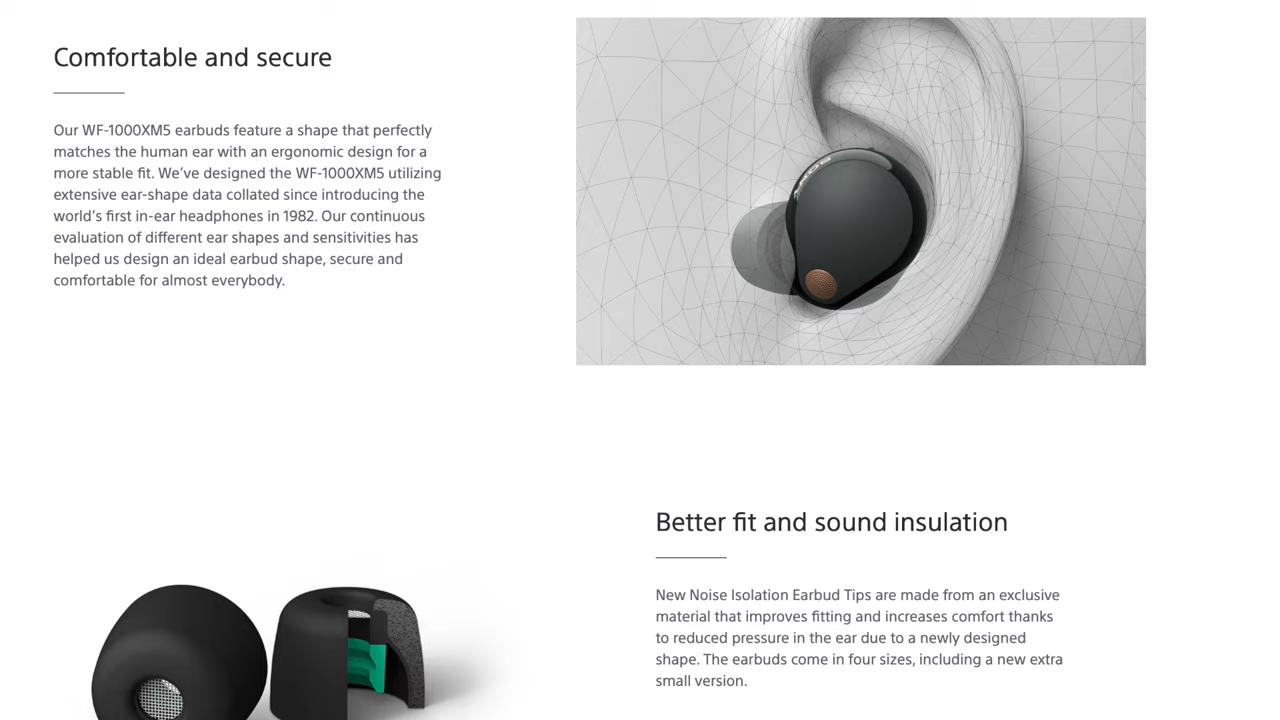 Comfortable and secure
Our WF-1000XM5 earbuds feature a shape that perfectly
matches the human ear with an ergonomic design for a
more stable fit. We’ve designed the WF-1000XM5 utilizing
extensive ear-shape data collated since introducing the
world’s first in-ear headphones in 1982. Our continuous
evaluation of different ear shapes and sensitivities has
helped us design an ideal earbud shape, secure and
comfortable for almost everybody.
SONY
Better fit and sound insulation
New Noise Isolation Earbud Tips are made from an exclusive
material that improves fitting and increases comfort thanks
to reduced pressure in the ear due to a newly designed
shape. The earbuds come in four sizes, including a new extra
small version.